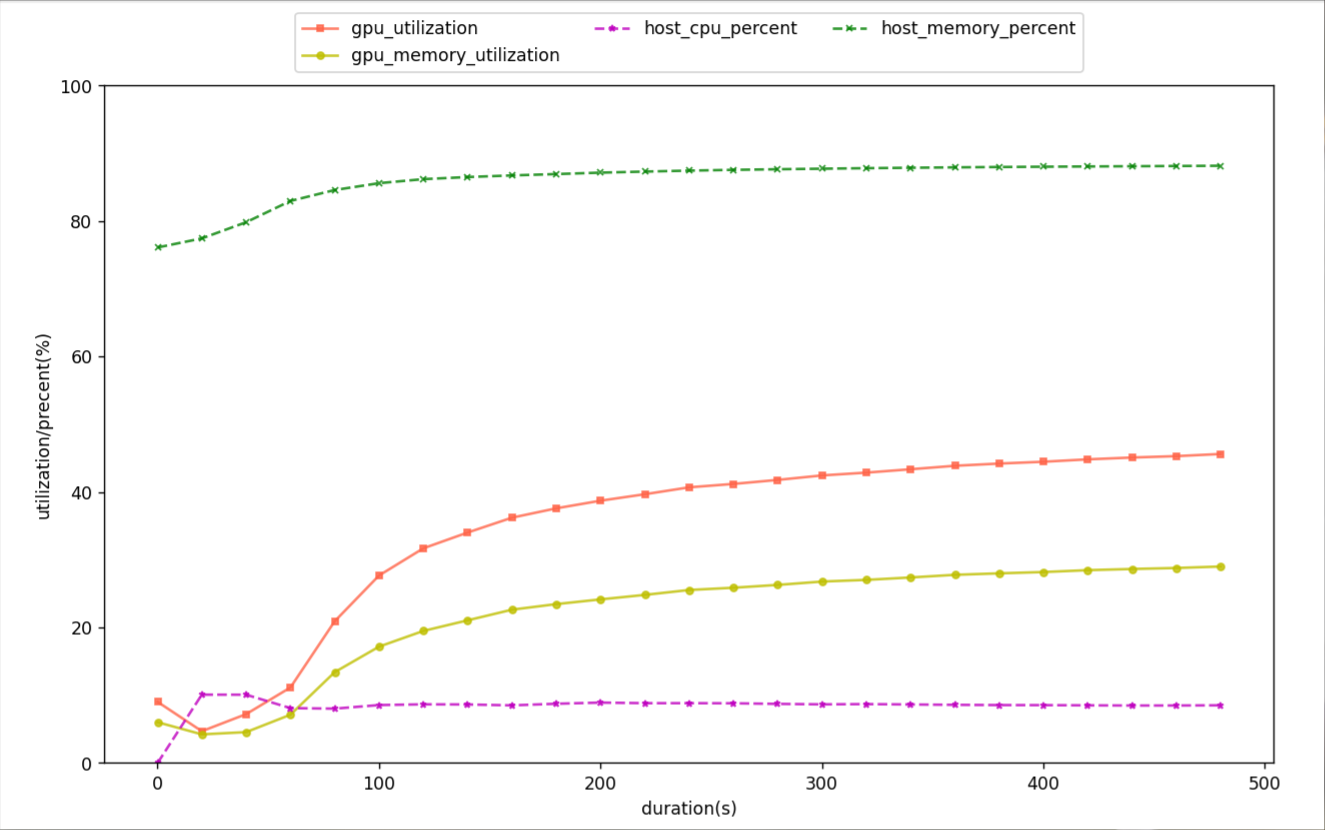 gpu_utilization host_cpu_percent host_memory_percent
gpu_memory_utilization
100
80
60
40
20
0
utilization/precent(%)
0 100 200 300 400 500
duration(s)